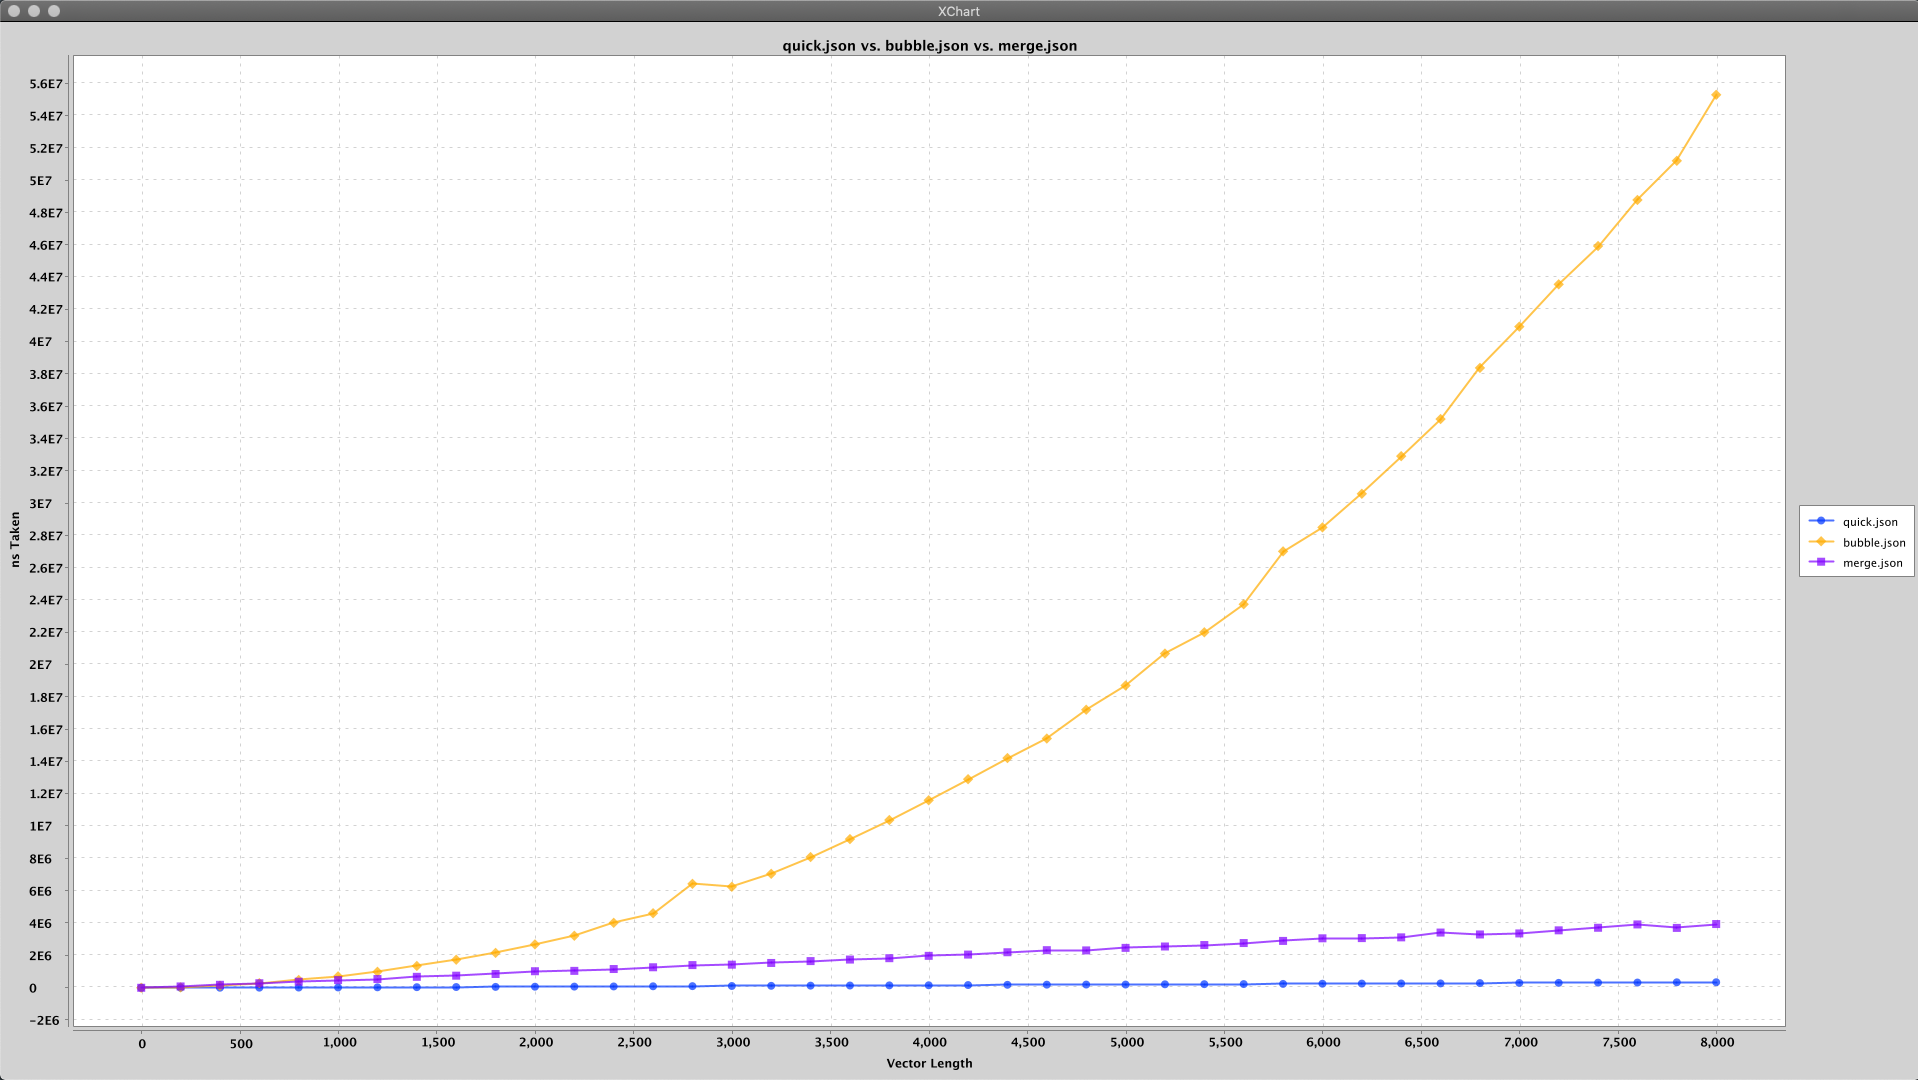 XChart
quick.json vs. bubble.json vs. merge.json
5.6E7
5.4E7
5.2E7
5E7
4.8E7
4.6E7
4.4E7
4.2E7
4E7
3.8E7
3.6E7
3.4E7
3.2E7
3E7
2.8E7
2.6E7
2.4E7
2.2E7
2E7
1.8E7
1.6E7
1.4E7
1.2E7
1E7
8E6
6E6
4E6
2E6
0
-2E6
ns Taken
0 500 1,000 1,500 2,000 2,500 3,000 3,500 4,000 4,500 5,000 5,500 6,000 6,500 7,000 7,500 8,000
Vector Length
quick.json
bubble.json
merge.json